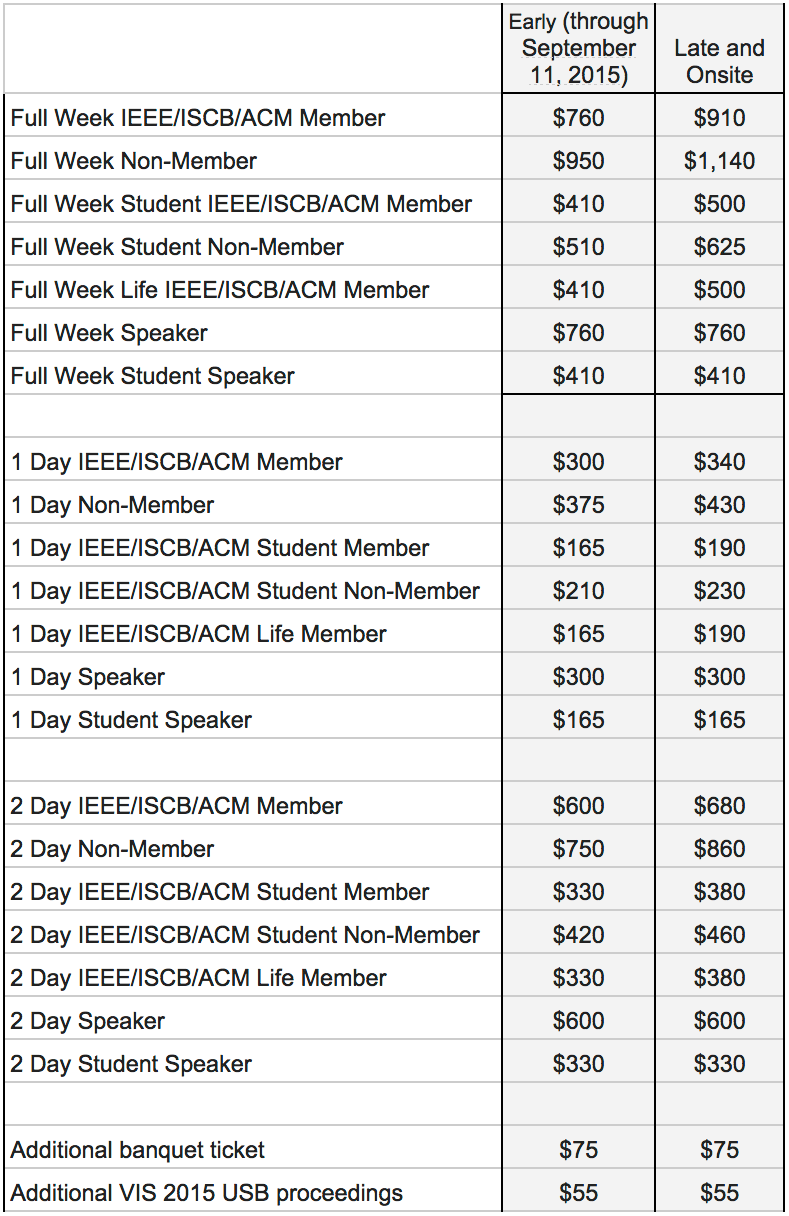 Early (through September 11, 2015) Late and Onsite
Full Week IEEE/ISCB/ACM Member $760 $910
Full Week Non-Member $950 $1,140
Full Week Student IEEE/ISCB/ACM Member $410 $500
Full Week Student Non-Member $510 $625
Full Week Life IEEE/ISCB/ACM Member $410 $500
Full Week Speaker $760 $760
Full Week Student Speaker $410 $410
1 Day IEEE/ISCB/ACM Member $300 $340
1 Day Non-Member $375 $430
1 Day IEEE/ISCB/ACM Student Member $165 $190
1 Day IEEE/ISCB/ACM Student Non-Member $210 $230
1 Day IEEE/ISCB/ACM Life Member $165 $190
1 Day Speaker $300 $300
1 Day Student Speaker $165 $165
2 Day IEEE/ISCB/ACM Member $600 $680
2 Day Non-Member $750 $860
2 Day IEEE/ISCB/ACM Student Member $330 $380
2 Day IEEE/ISCB/ACM Student Non-Member $420 $460
2 Day IEEE/ISCB/ACM Life Member $330 $380
2 Day Speaker $600 $600
2 Day Student Speaker $330 $330
Additional banquet ticket $75 $75
Additional VIS 2015 USB proceedings $55 $55